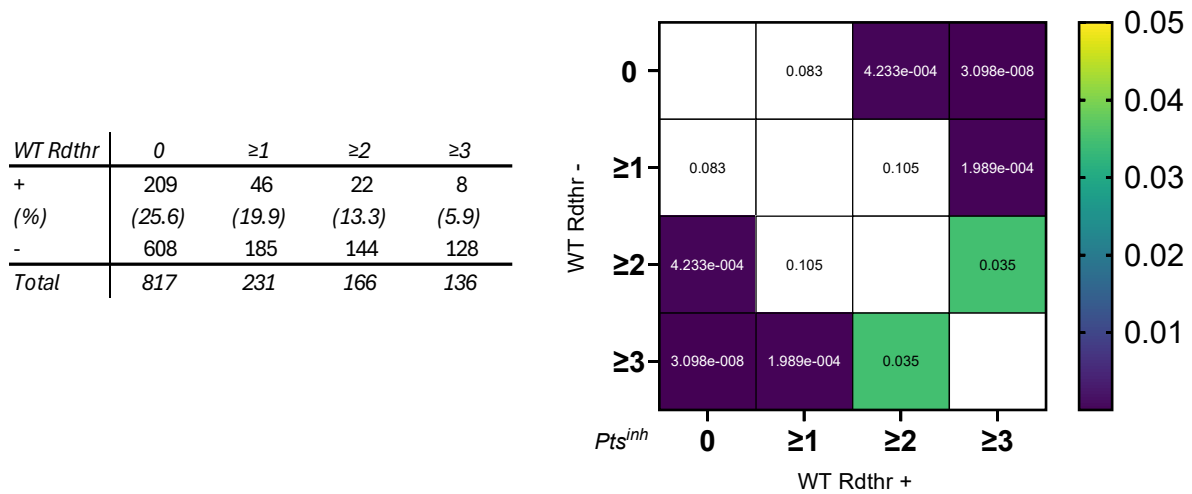 WT Rdthr 0 ≥1 ≥2 ≥3
+ 209 46 22 8
(%) (25.6) (19.9) (13.3) (5.9)
- 608 185 144 128
Total 817 231 166 136
WT Rdthr -
0 0.083 4.233e-004 3.098e-008
≥1 0.083 0.105 1.989e-004
≥2 4.233e-004 0.105 0.035
≥3 3.098e-008 1.989e-004 0.035
Pts^inh 0 ≥1 ≥2 ≥3
WT Rdthr +
0.05
0.04
0.03
0.02
0.01